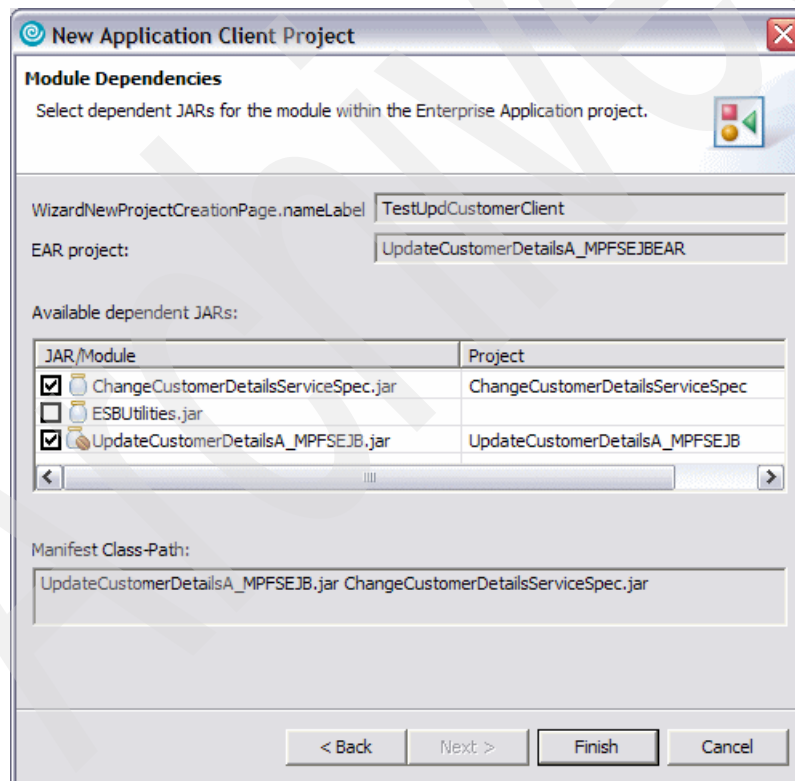 New Application Client Project
Module Dependencies
Select dependent JARs for the module within the Enterprise Application project.
WizardNewProjectCreationPage.nameLabel TestUpdCustomerClient
EAR project: UpdateCustomerDetailsA_MPFSEJBEAR
Available dependent JARs:
JAR/Module Project
ChangeCustomerDetailsServiceSpec.jar ChangeCustomerDetailsServiceSpec
ESBUtilities.jar
UpdateCustomerDetailsA_MPFSEJB.jar UpdateCustomerDetailsA_MPFSEJB
Manifest Class-Path:
UpdateCustomerDetailsA_MPFSEJB.jar ChangeCustomerDetailsServiceSpec.jar
< Back Next > Finish Cancel